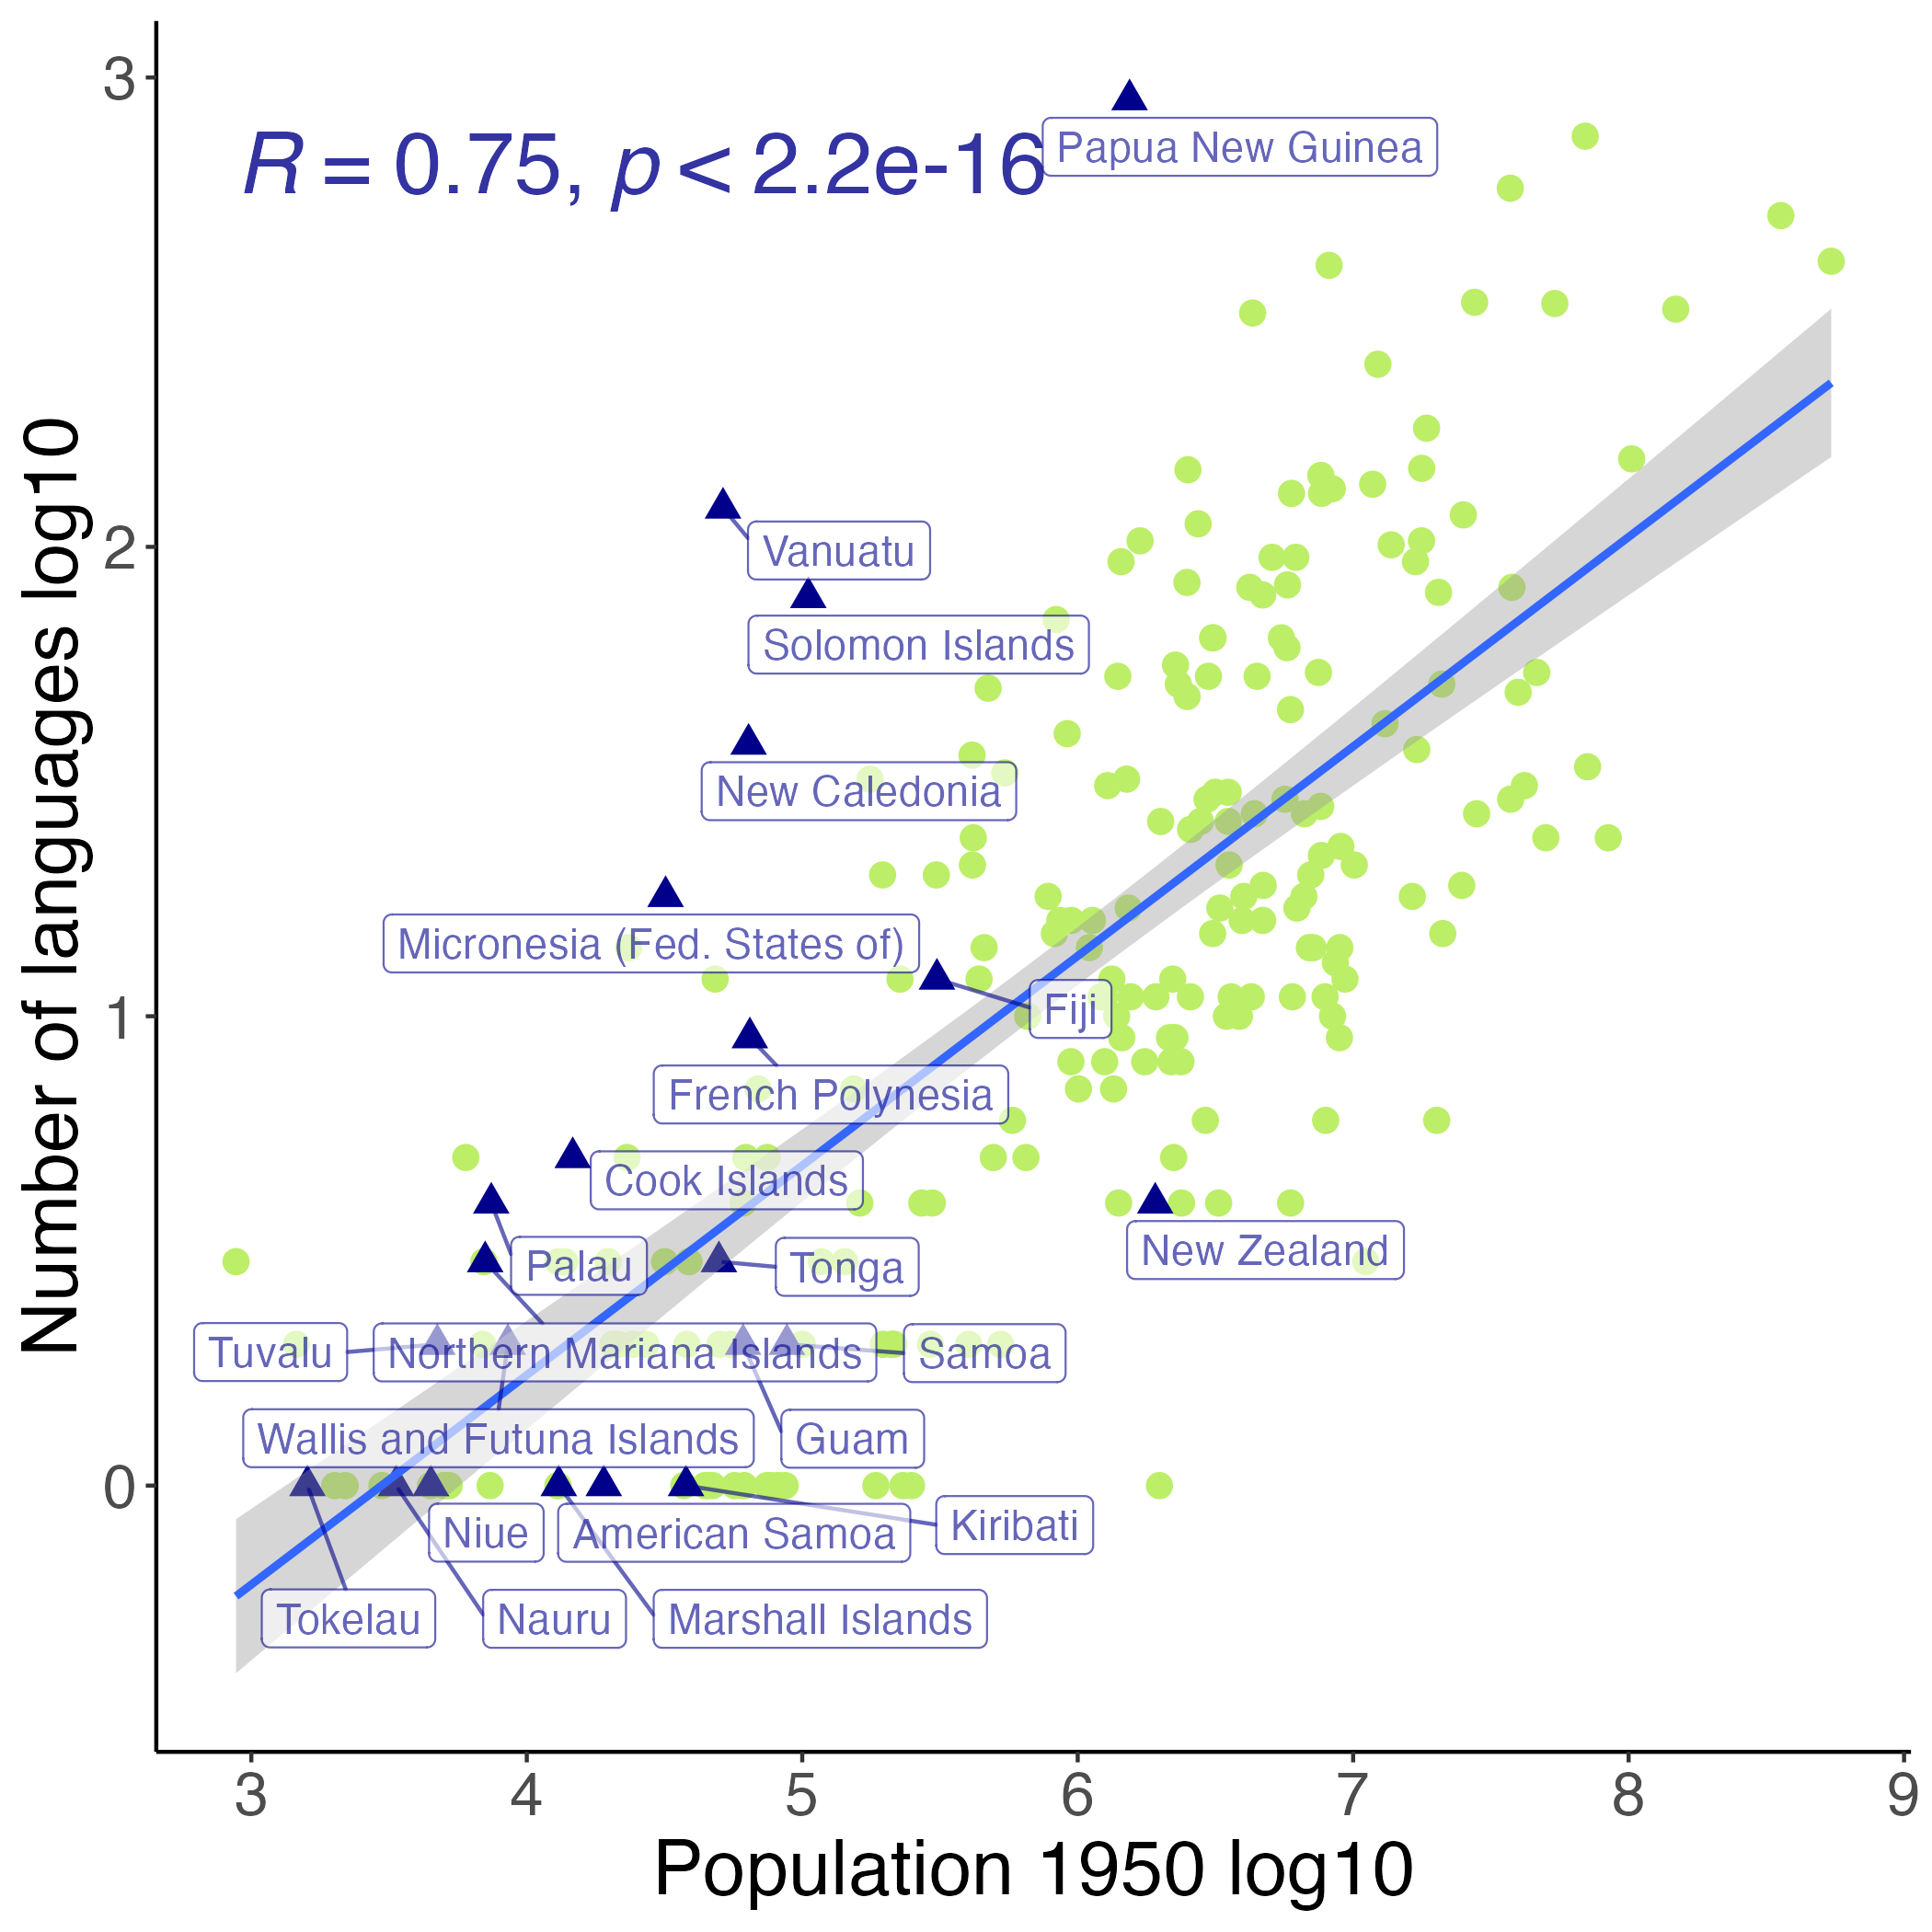 3
R = 0.75, p < 2.2e-16
Papua New Guinea
2
Vanuatu
Solomon Islands
New Caledonia
Micronesia (Fed. States of)
1
Fiji
French Polynesia
Cook Islands
Palau
Tonga
New Zealand
Tuvalu
Northern Mariana Islands
Samoa
Wallis and Futuna Islands
Guam
0
Niue
American Samoa
Kiribati
Tokelau
Nauru
Marshall Islands
3 4 5 6 7 8 9
Population 1950 log10
Number of languages log10